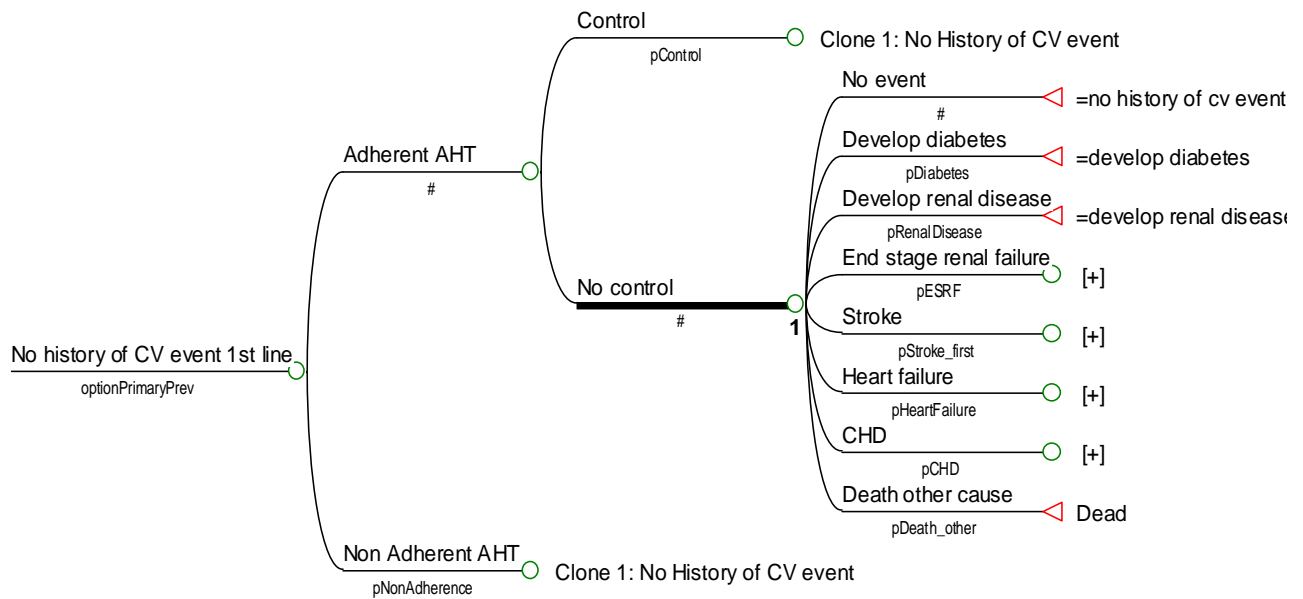 Control
pControl
Clone 1: No History of CV event
No event
#
=no history of cv event
Develop diabetes
pDiabetes
=develop diabetes
Develop renal disease
pRenalDisease
=develop renal disease
End stage renal failure
pESRF
[+]
Stroke
pStroke_first
[+]
Heart failure
pHeartFailure
[+]
CHD
pCHD
[+]
Death other cause
pDeath_other
Dead
Adherent AHT
#
No control
#
1
No history of CV event 1st line
optionPrimaryPrev
Non Adherent AHT
pNonAdherence
Clone 1: No History of CV event